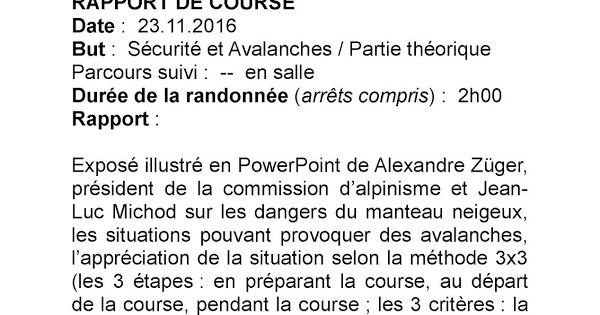 RAPPORT DE COURSE
Date : 23.11.2016
But : Sécurité et Avalanches / Partie théorique
Parcours suivi : -- en salle
Durée de la randonnée (arrêts compris) : 2h00
Rapport :
Exposé illustré en PowerPoint de Alexandre Züger,
président de la commission d’alpinisme et Jean-
Luc Michod sur les dangers du manteau neigeux,
les situations pouvant provoquer des avalanches,
l’appréciation de la situation selon la méthode 3x3
(les 3 étapes : en préparant la course, au départ
de la course, pendant la course ; les 3 critères : la